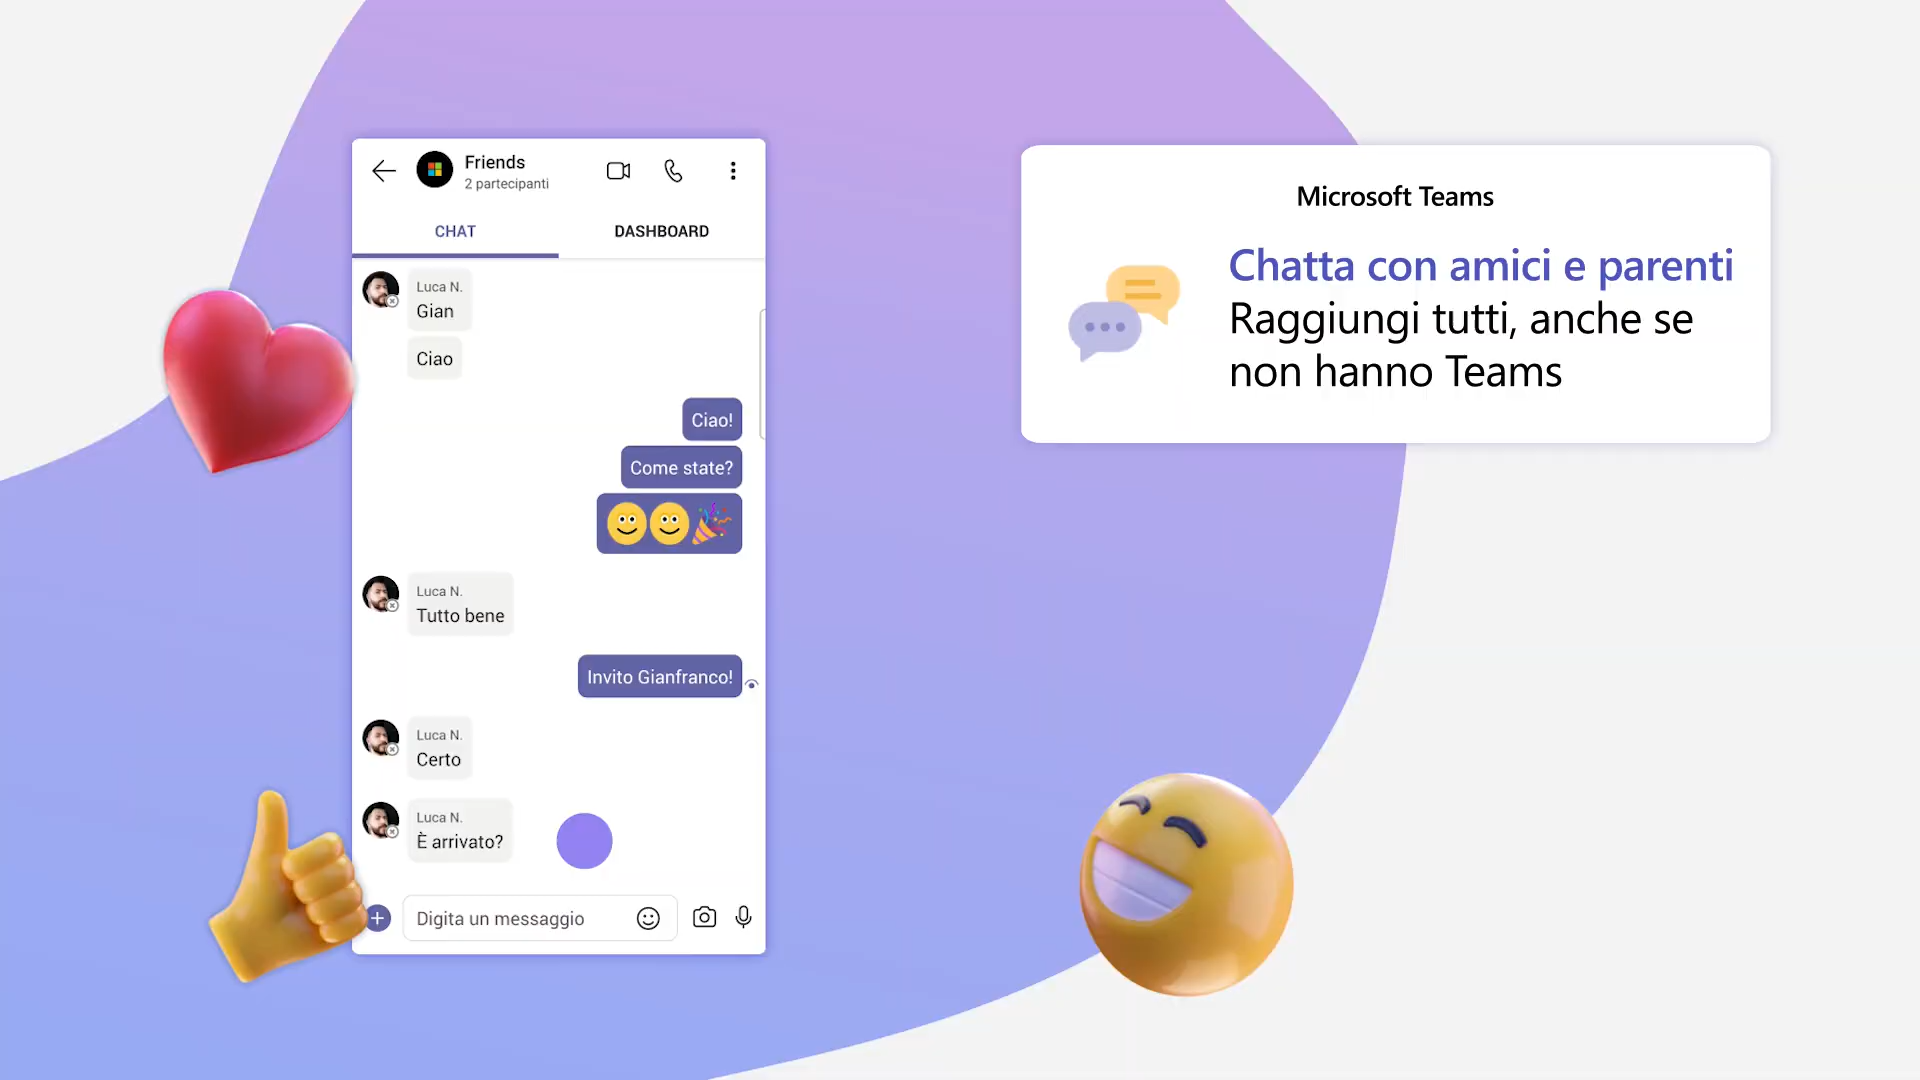 Friends
2 partecipanti
CHAT
DASHBOARD
Luca N.
Gian
Ciao
Ciao!
Come state?
Luca N.
Tutto bene
Invito Gianfranco!
Luca N.
Certo
Luca N.
È arrivato?
Digita un messaggio
Microsoft Teams
Chatta con amici e parenti
Raggiungi tutti, anche se
non hanno Teams